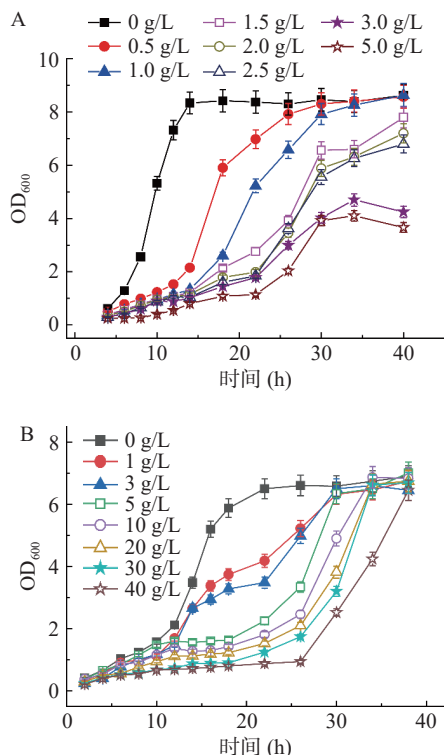 A
0 g/L 1.5 g/L 3.0 g/L
0.5 g/L 2.0 g/L 5.0 g/L
1.0 g/L 2.5 g/L
10
8
6
4
2
0
OD600
0 10 20 30 40
时间 (h)
B
0 g/L
1 g/L
3 g/L
5 g/L
10 g/L
20 g/L
30 g/L
40 g/L
8
6
4
2
0
OD600
0 10 20 30 40
时间 (h)